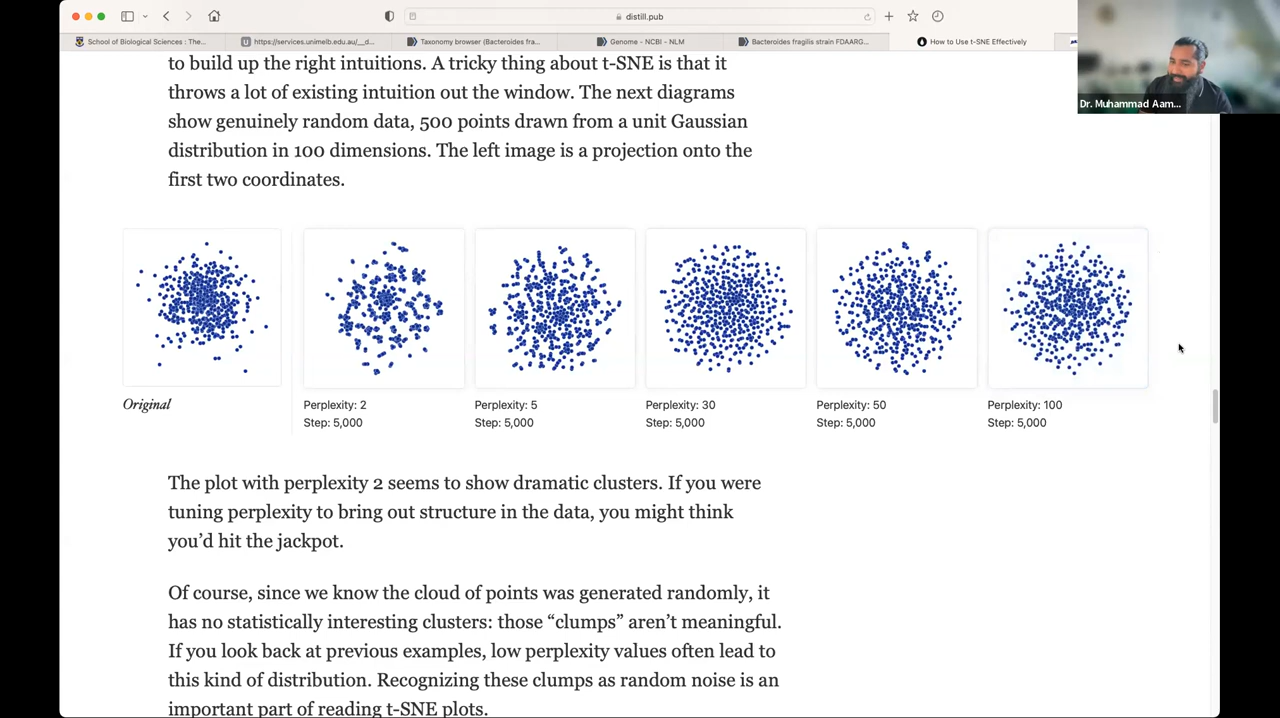 distill.pub
School of Biological Sciences : The...
https://services.unimelb.edu.au/__d...
Taxonomy browser (Bacteroides fra...
Genome - NCBI - NLM
Bacteroides fragilis strain FDAARG...
How to Use t-SNE Effectively
Dr. Muhammad Aam...
to build up the right intuitions. A tricky thing about t-SNE is that it
throws a lot of existing intuition out the window. The next diagrams
show genuinely random data, 500 points drawn from a unit Gaussian
distribution in 100 dimensions. The left image is a projection onto the
first two coordinates.
Original
Perplexity: 2
Step: 5,000
Perplexity: 5
Step: 5,000
Perplexity: 30
Step: 5,000
Perplexity: 50
Step: 5,000
Perplexity: 100
Step: 5,000
The plot with perplexity 2 seems to show dramatic clusters. If you were
tuning perplexity to bring out structure in the data, you might think
you’d hit the jackpot.
Of course, since we know the cloud of points was generated randomly, it
has no statistically interesting clusters: those “clumps” aren’t meaningful.
If you look back at previous examples, low perplexity values often lead to
this kind of distribution. Recognizing these clumps as random noise is an
important part of reading t-SNE plots.